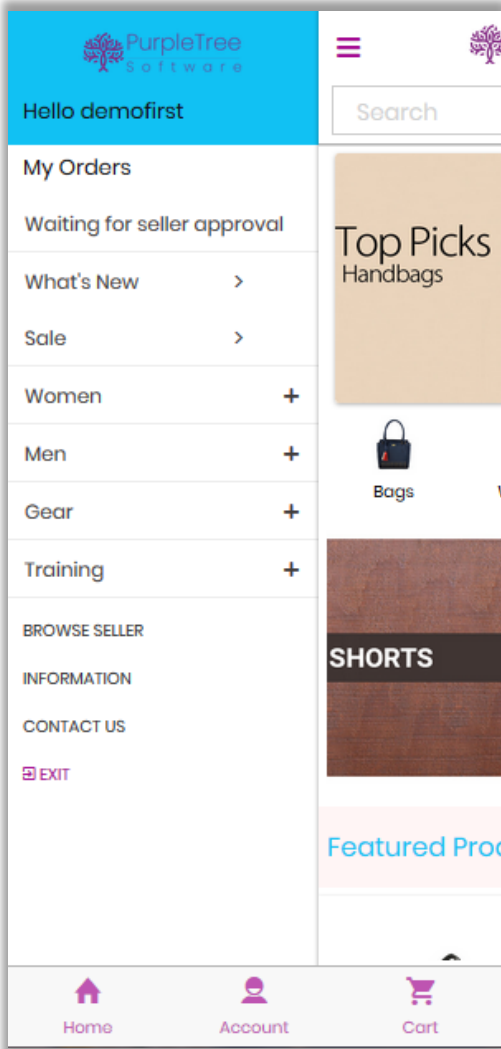 PurpleTree
Software
Hello demofirst
My Orders
Waiting for seller approval
What's New
Sale
Women
Men
Gear
Training
BROWSE SELLER
INFORMATION
CONTACT US
EXIT
Search
Top Picks
Handbags
Bags
SHORTS
Featured
Home
Account
Cart